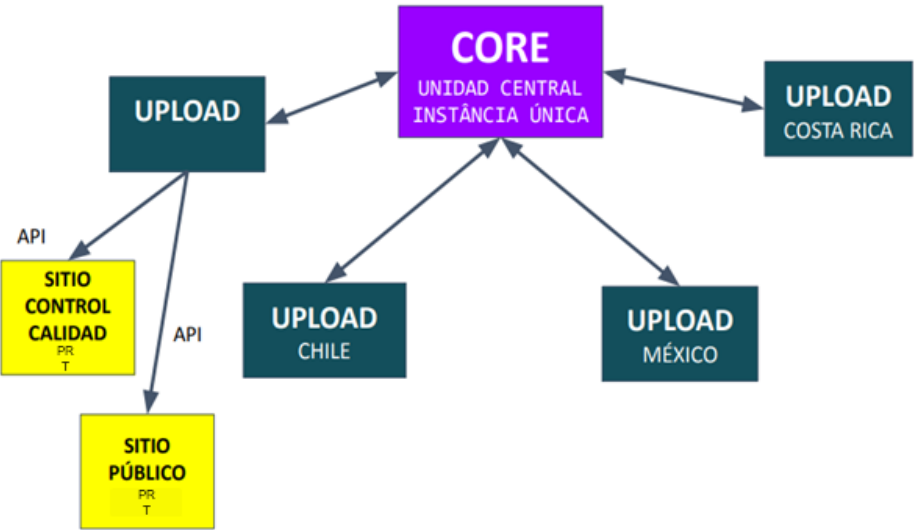 CORE
UNIDAD CENTRAL
INSTÂNCIA ÚNICA
UPLOAD
UPLOAD
COSTA RICA
API
SITIO
CONTROL
CALIDAD
PR
T
UPLOAD
CHILE
UPLOAD
MÉXICO
API
SITIO
PÚBLICO
PR
T